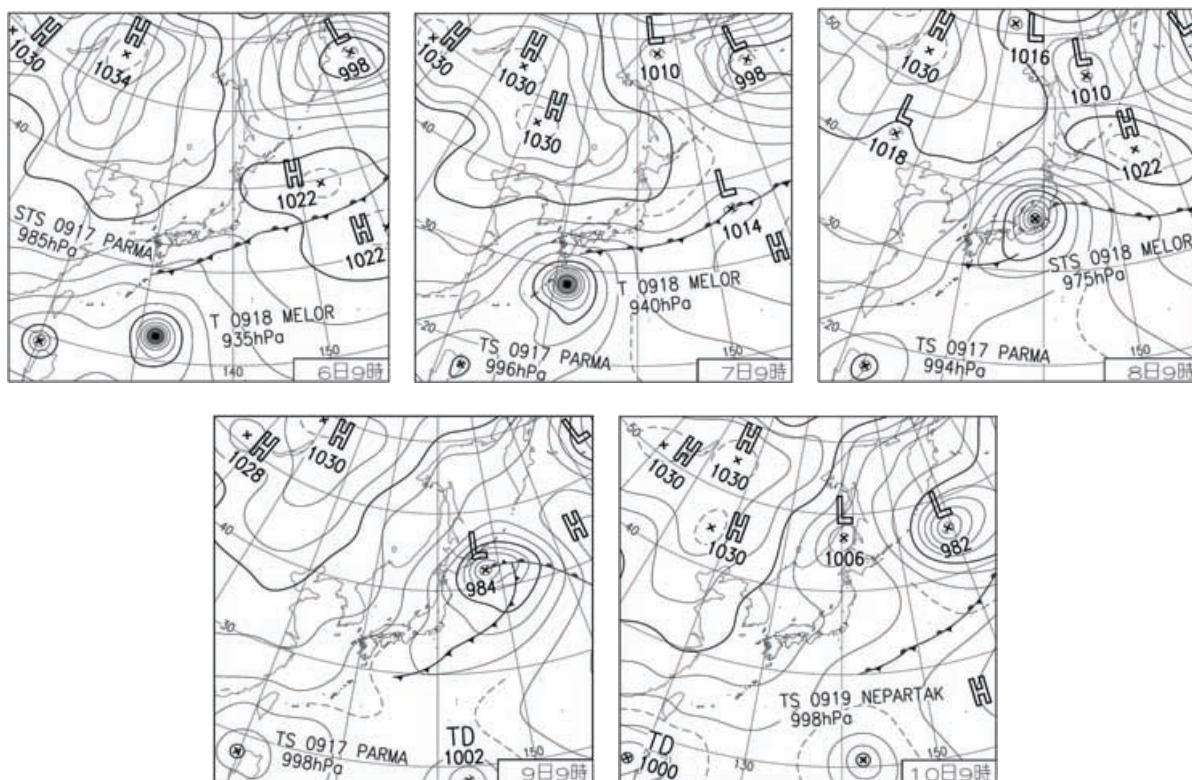 H
1030
H
1034
L
998
H
1022
H
1022
40
30
STS 0917 PARMA
985hPa
T 0918 MELOR
935hPa
140
150
6日9時
H
1030
H
1030
H
1030
L
1010
L
998
40
30
20
L
1014
H
T 0918 MELOR
940hPa
TS 0917 PARMA
996hPa
150
7日9時
H
1030
L
1016
L
1010
L
L
1018
H
1022
50
40
30
20
STS 0918 MELOR
975hPa
TS 0917 PARMA
994hPa
150
8日9時
H
1028
H
1030
L
H
L
984
40
30
TS 0917 PARMA
998hPa
TD
1002
150
9日9時
50
H
1030
H
1030
H
1030
L
1006
L
982
40
30
H
TS 0919 NEPARTAK
998hPa
TD
1000
130
150
10日9時